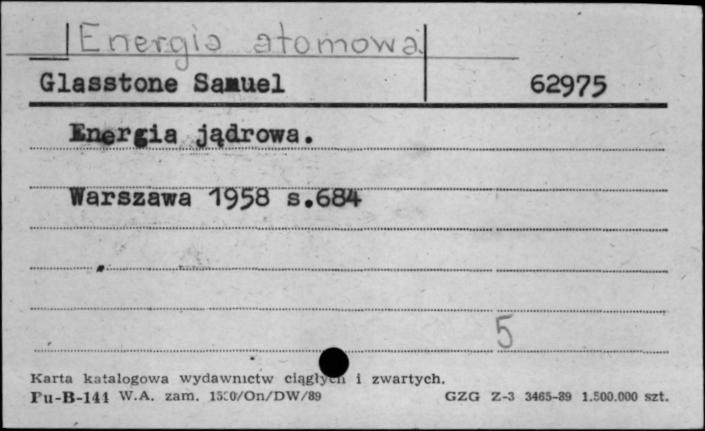 Energia atomowa
Glasstone Samuel 62975
Energia jądrowa.
Warszawa 1958 s.684
5
Karta katalogowa wydawnictw ciągłych i zwartych.
Pu-B-141 W.A. zam. 1530/On/DW/89 GZG Z-3 3465-89 1.500.000 szt.